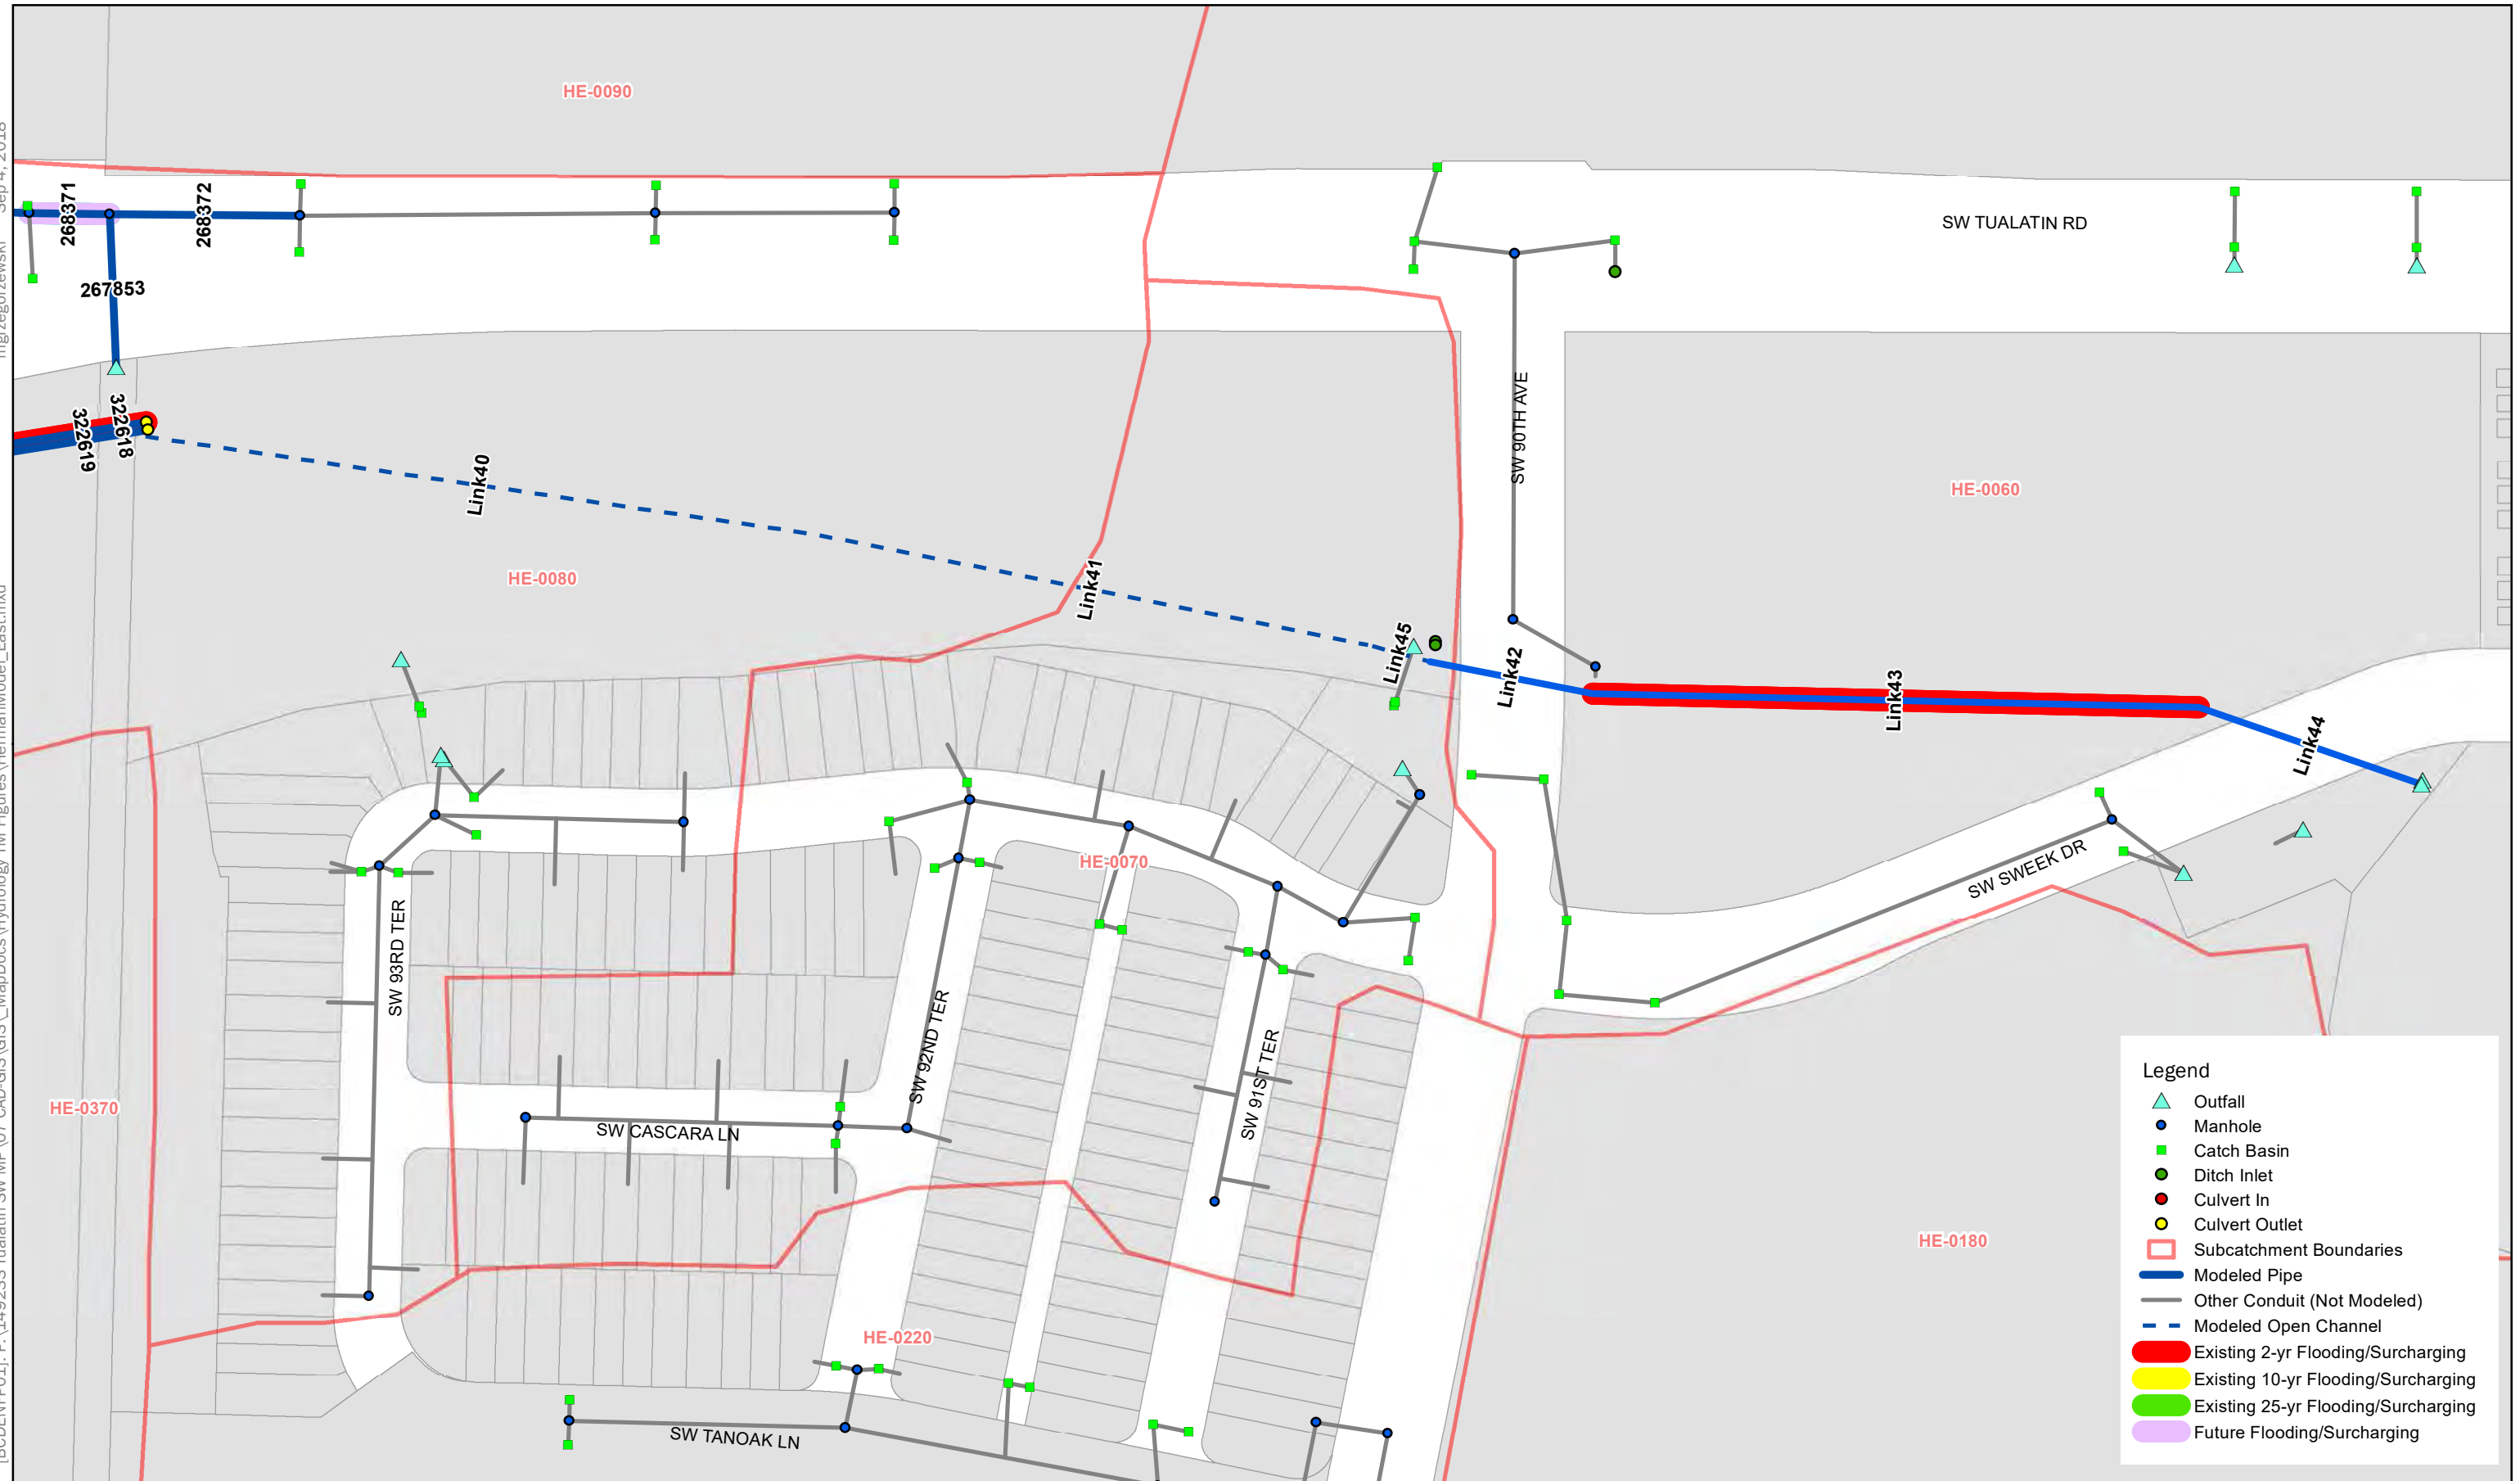 HE-0090
268371
268372
SW TUALATIN RD
267853
322619
322618
SW 90TH AVE
Link40
HE-0060
HE-0080
Link41
Link45
Link42
Link43
Link44
HE-0070
SW SWEEK DR
SW 93RD TER
SW 92ND TER
SW 91ST TER
HE-0370
SW CASCARA LN
HE-0180
HE-0220
SW TANOAK LN
Legend
Outfall
Manhole
Catch Basin
Ditch Inlet
Culvert In
Culvert Outlet
Subcatchment Boundaries
Modeled Pipe
Other Conduit (Not Modeled)
Modeled Open Channel
Existing 2-yr Flooding/Surcharging
Existing 10-yr Flooding/Surcharging
Existing 25-yr Flooding/Surcharging
Future Flooding/Surcharging